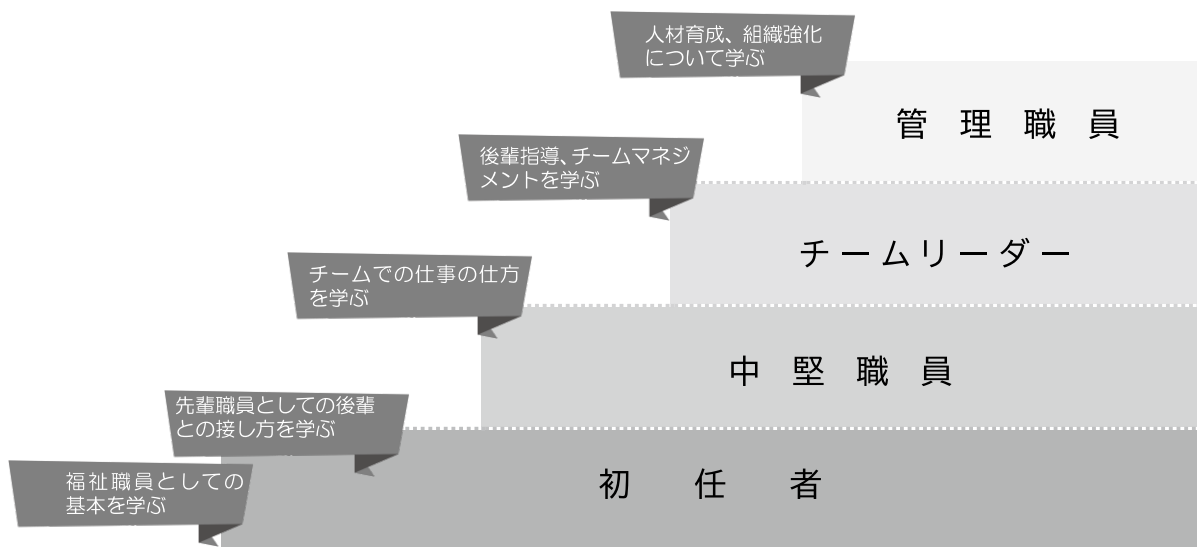 人材育成、組織強化
について学ぶ
管理職員
後輩指導、チームマネジ
メントを学ぶ
チームリーダー
チームでの仕事の仕方
を学ぶ
中堅職員
先輩職員としての後輩
との接し方を学ぶ
福祉職員としての
基本を学ぶ
初任者